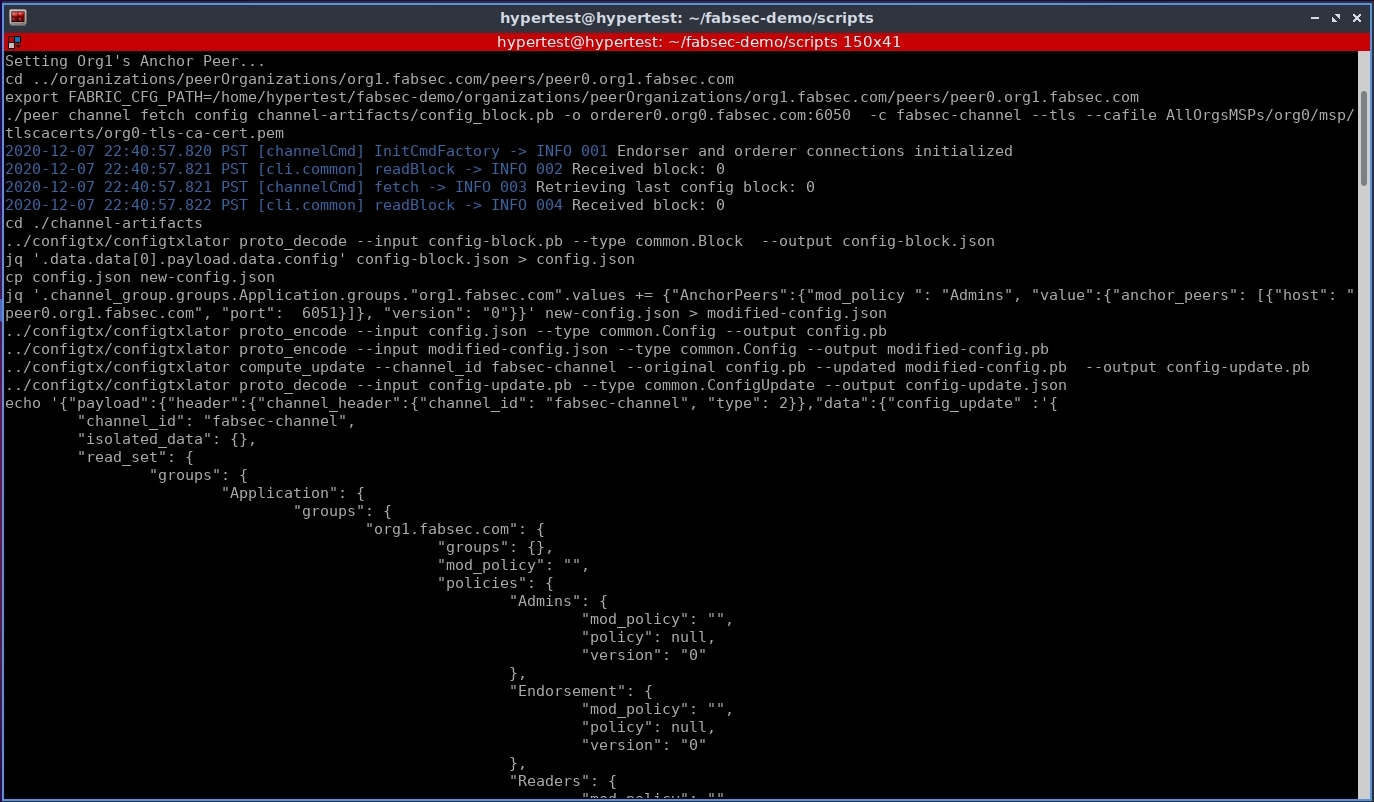 hypertest@hypertest: ~/fabsec-demo/scripts
hypertest@hypertest: ~/fabsec-demo/scripts 150x41
Setting Org1's Anchor Peer...
cd ../organizations/peerOrganizations/org1.fabsec.com/peers/peer0.org1.fabsec.com
export FABRIC_CFG_PATH=/home/hypertest/fabsec-demo/organizations/peerOrganizations/org1.fabsec.com/peers/peer0.org1.fabsec.com
./peer channel fetch config channel-artifacts/config_block.pb -o orderer0.org0.fabsec.com:6050  -c fabsec-channel --tls --cafile AllOrgsMSPs/org0/msp/
tlscacerts/org0-tls-ca-cert.pem
2020-12-07 22:40:57.820 PST [channelCmd] InitCmdFactory -> INFO 001 Endorser and orderer connections initialized
2020-12-07 22:40:57.821 PST [cli.common] readBlock -> INFO 002 Received block: 0
2020-12-07 22:40:57.821 PST [channelCmd] fetch -> INFO 003 Retrieving last config block: 0
2020-12-07 22:40:57.822 PST [cli.common] readBlock -> INFO 004 Received block: 0
cd ./channel-artifacts
../configtx/configtxlator proto_decode --input config-block.pb --type common.Block  --output config-block.json
jq '.data.data[0].payload.data.config' config-block.json > config.json
cp config.json new-config.json
jq '.channel_group.groups.Application.groups."org1.fabsec.com".values += {"AnchorPeers":{"mod_policy ": "Admins", "value":{"anchor_peers": [{"host": "
peer0.org1.fabsec.com", "port":  6051}]}, "version": "0"}}' new-config.json > modified-config.json
../configtx/configtxlator proto_encode --input config.json --type common.Config --output config.pb
../configtx/configtxlator proto_encode --input modified-config.json --type common.Config --output modified-config.pb
../configtx/configtxlator compute_update --channel_id fabsec-channel --original config.pb --updated modified-config.pb  --output config-update.pb
../configtx/configtxlator proto_decode --input config-update.pb --type common.ConfigUpdate --output config-update.json
echo '{"payload":{"header":{"channel_header":{"channel_id": "fabsec-channel", "type": 2}},"data":{"config_update" :'{
        "channel_id": "fabsec-channel",
        "isolated_data": {},
        "read_set": {
                "groups": {
                        "Application": {
                                "groups": {
                                        "org1.fabsec.com": {
                                                "groups": {},
                                                "mod_policy": "",
                                                "policies": {
                                                        "Admins": {
                                                                "mod_policy": "",
                                                                "policy": null,
                                                                "version": "0"
                                                        },
                                                        "Endorsement": {
                                                                "mod_policy": "",
                                                                "policy": null,
                                                                "version": "0"
                                                        },
                                                        "Readers": {
                                                                "mod_policy": "",